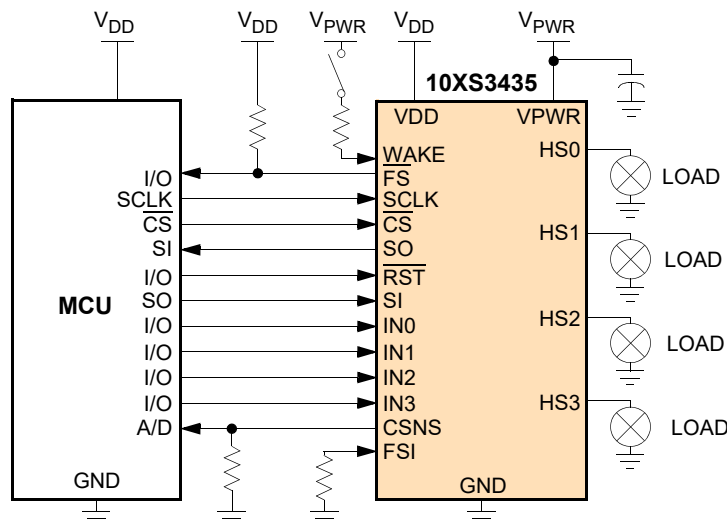 VDD
VDD
VPWR
VDD
VPWR
10XS3435
VDD
VPWR
I/O
SCLK
CS
SI
I/O
SO
I/O
I/O
I/O
I/O
A/D
MCU
GND
WAKE
FS
SCLK
CS
SO
RST
SI
IN0
IN1
IN2
IN3
CSNS
FSI
GND
HS0
LOAD
HS1
LOAD
HS2
LOAD
HS3
LOAD